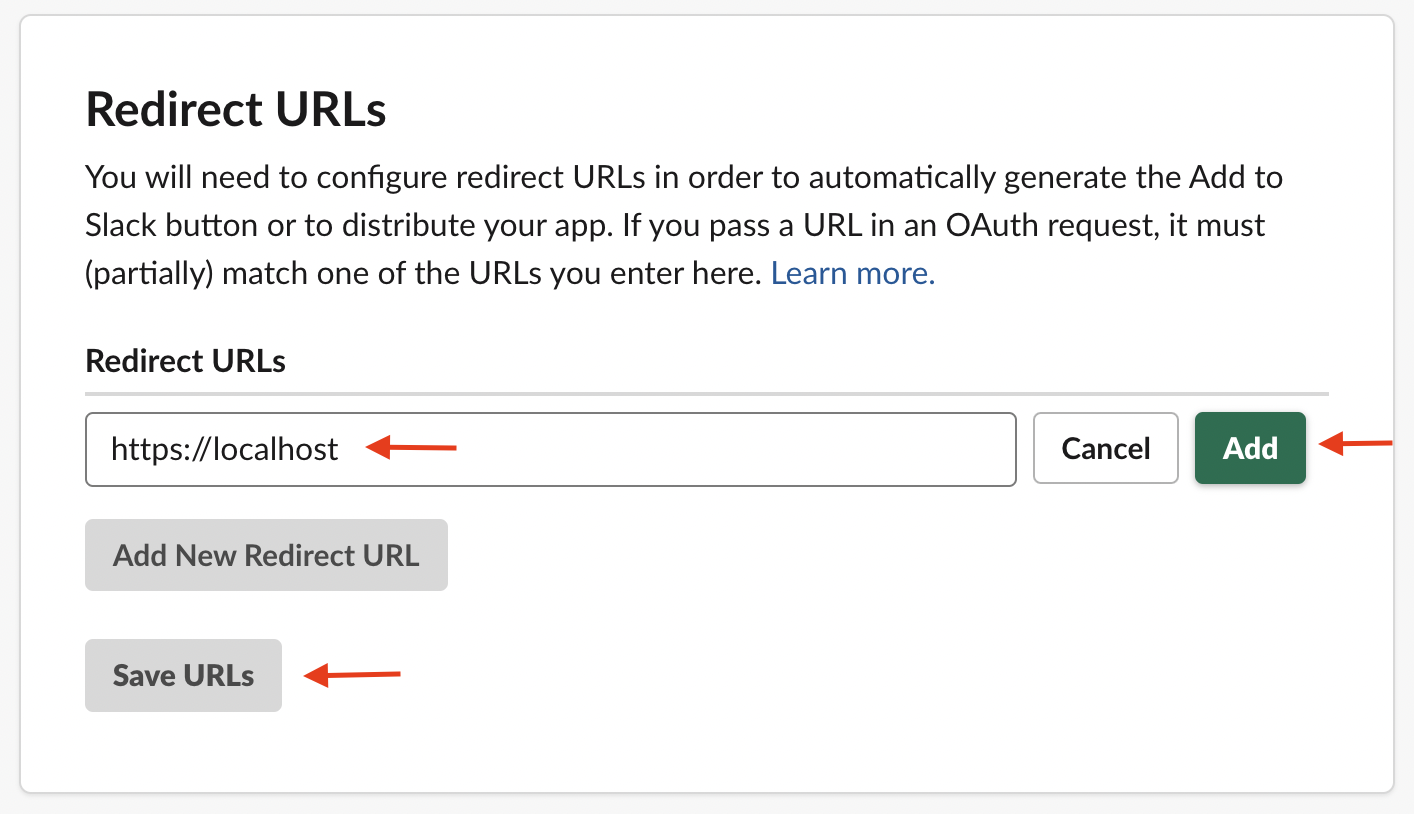 Redirect URLs
You will need to configure redirect URLs in order to automatically generate the Add to
Slack button or to distribute your app. If you pass a URL in an OAuth request, it must
(partially) match one of the URLs you enter here. Learn more.
Redirect URLs
https://localhost Cancel Add
Add New Redirect URL
Save URLs